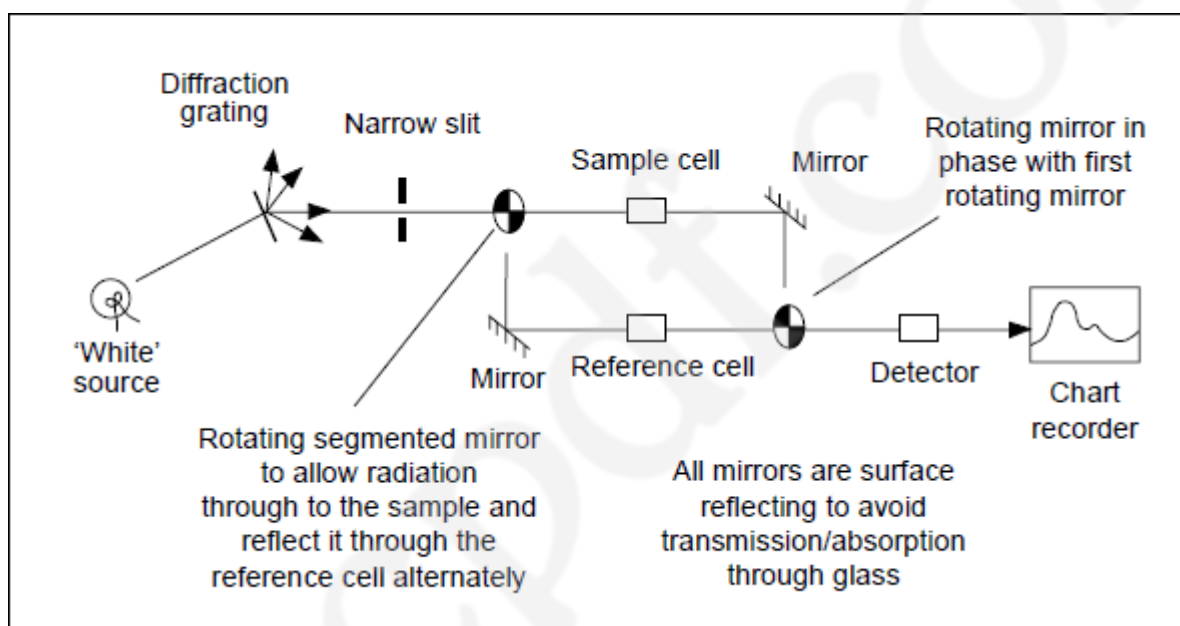 Diffraction
grating
Narrow slit
Sample cell
Mirror
Rotating mirror in
phase with first
rotating mirror
‘White’
source
Mirror
Reference cell
Detector
Chart
recorder
Rotating segmented mirror
to allow radiation
through to the sample and
reflect it through the
reference cell alternately
All mirrors are surface
reflecting to avoid
transmission/absorption
through glass